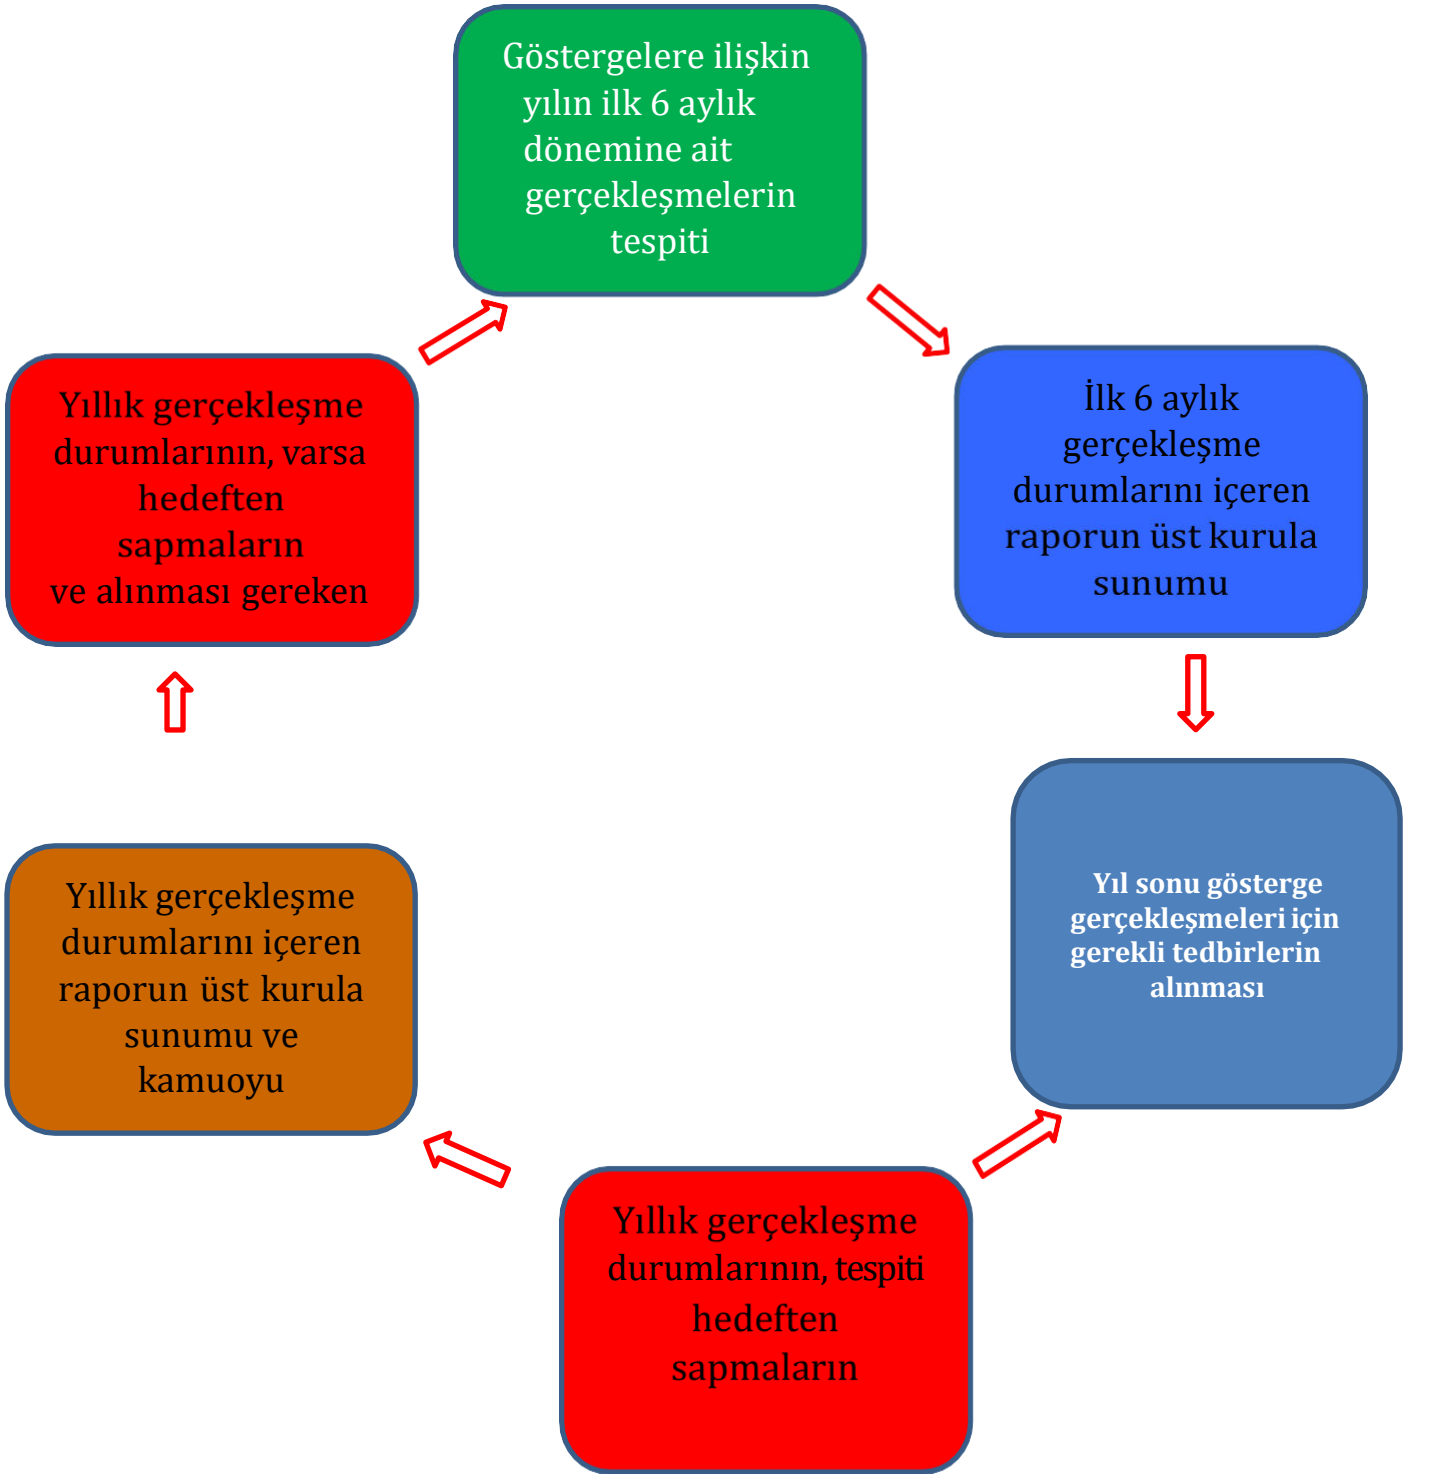 Göstergelere ilişkin
yılın ilk 6 aylık
dönemine ait
gerçekleşmelerin
tespiti
İlk 6 aylık
gerçekleşme
durumlarını içeren
raporun üst kurula
sunumu
Yıl sonu gösterge
gerçekleşmeleri için
gerekli tedbirlerin
alınması
Yıllık gerçekleşme
durumlarının, tespiti
hedeften
sapmaların
Yıllık gerçekleşme
durumlarını içeren
raporun üst kurula
sunumu ve
kamuoyu
Yıllık gerçekleşme
durumlarının, varsa
hedeften
sapmaların
ve alınması gereken